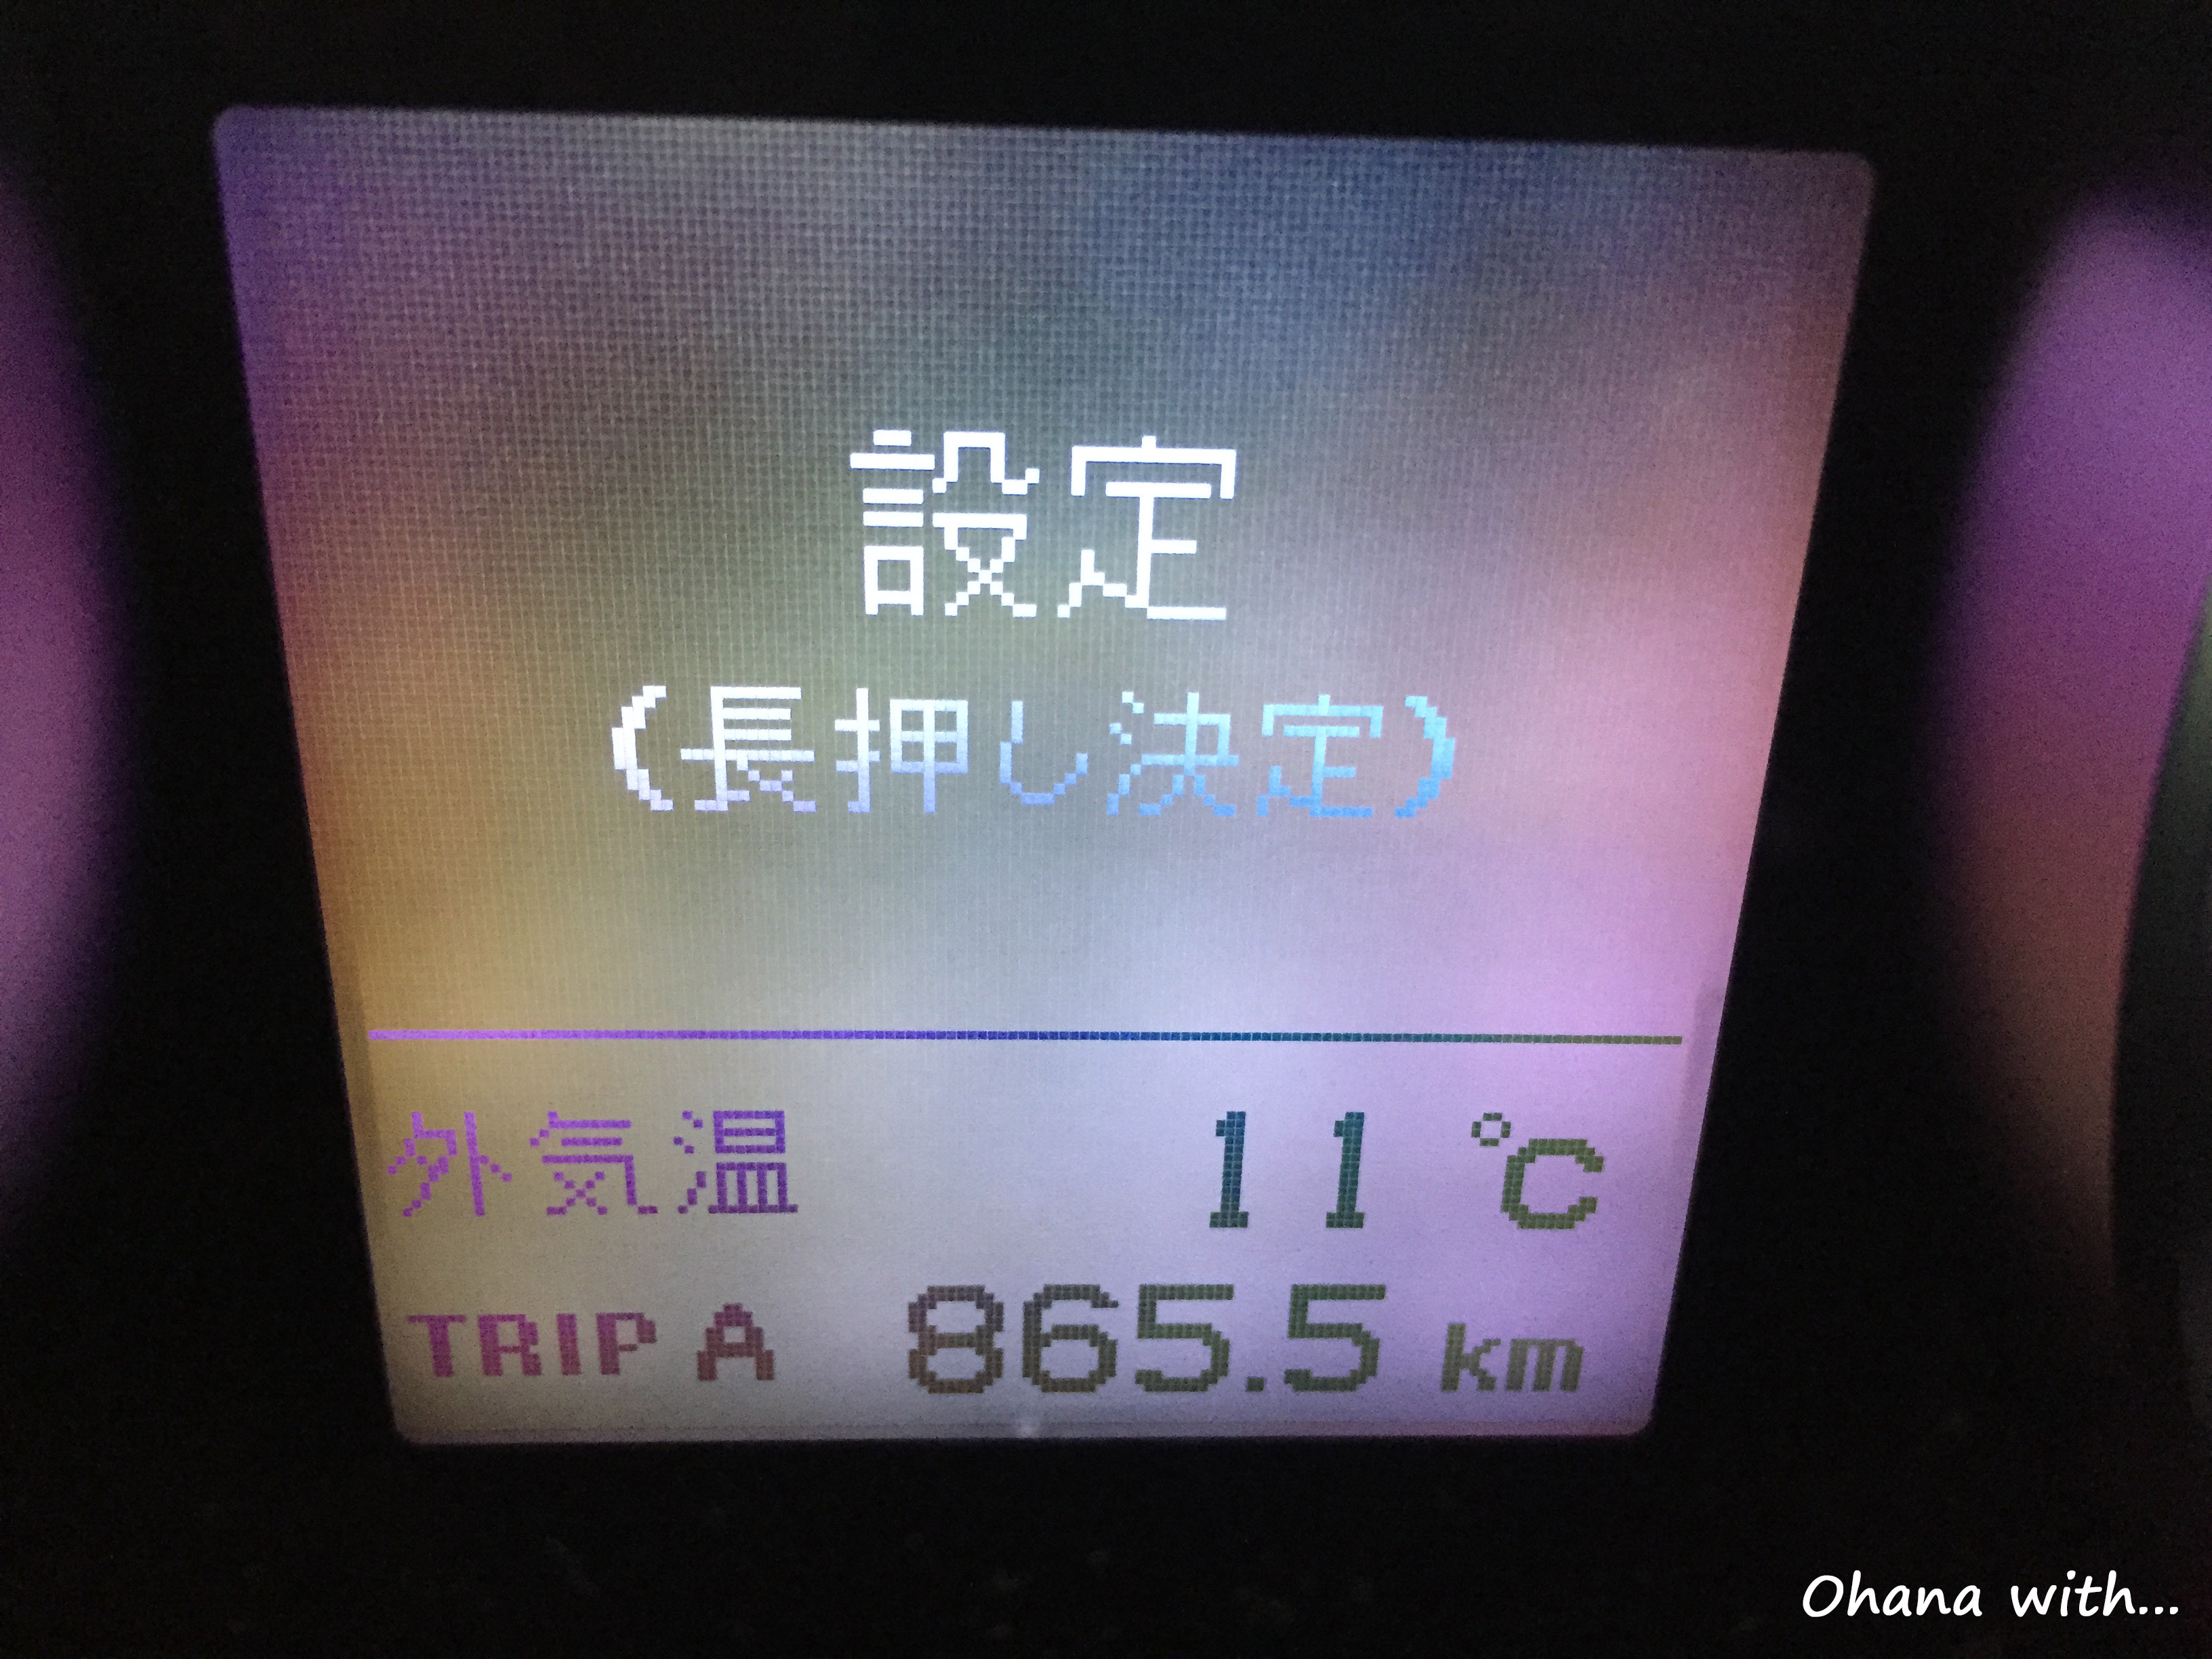 設定
(長押し決定)
外気温 11 ℃
TRIP A 865.5 km
Ohana with...